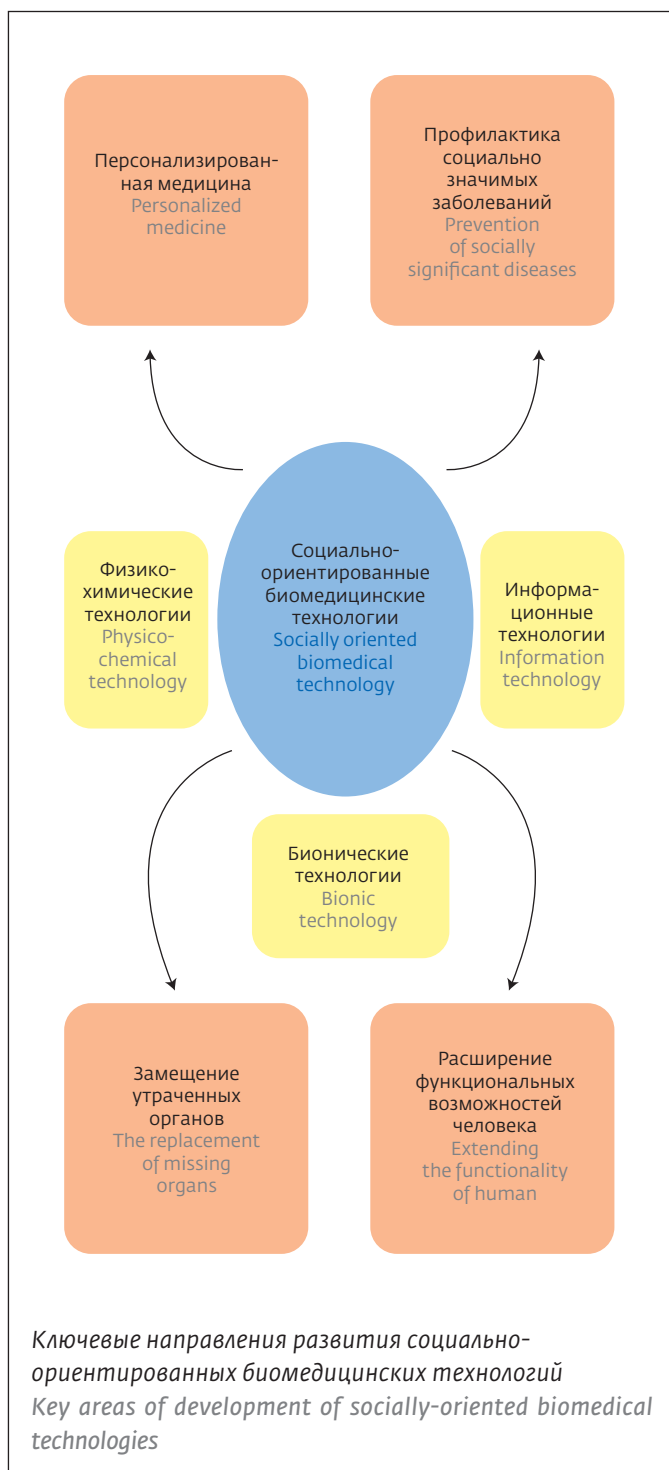 Персонализирован-
ная медицина
Personalized
medicine
Профилактика
социально
значимых
заболеваний
Prevention
of socially
significant diseases
Физико-
химические
технологии
Physico-
chemical
technology
Социально-
ориентированные
биомедицинские
технологии
Socially oriented
biomedical
technology
Информа-
ционные
технологии
Information
technology
Бионические
технологии
Bionic
technology
Замещение
утраченных
органов
The replacement
of missing
organs
Расширение
функциональных
возможностей
человека
Extending
the functionality
of human
Ключевые направления развития социально-
ориентированных биомедицинских технологий
Key areas of development of socially-oriented biomedical
technologies